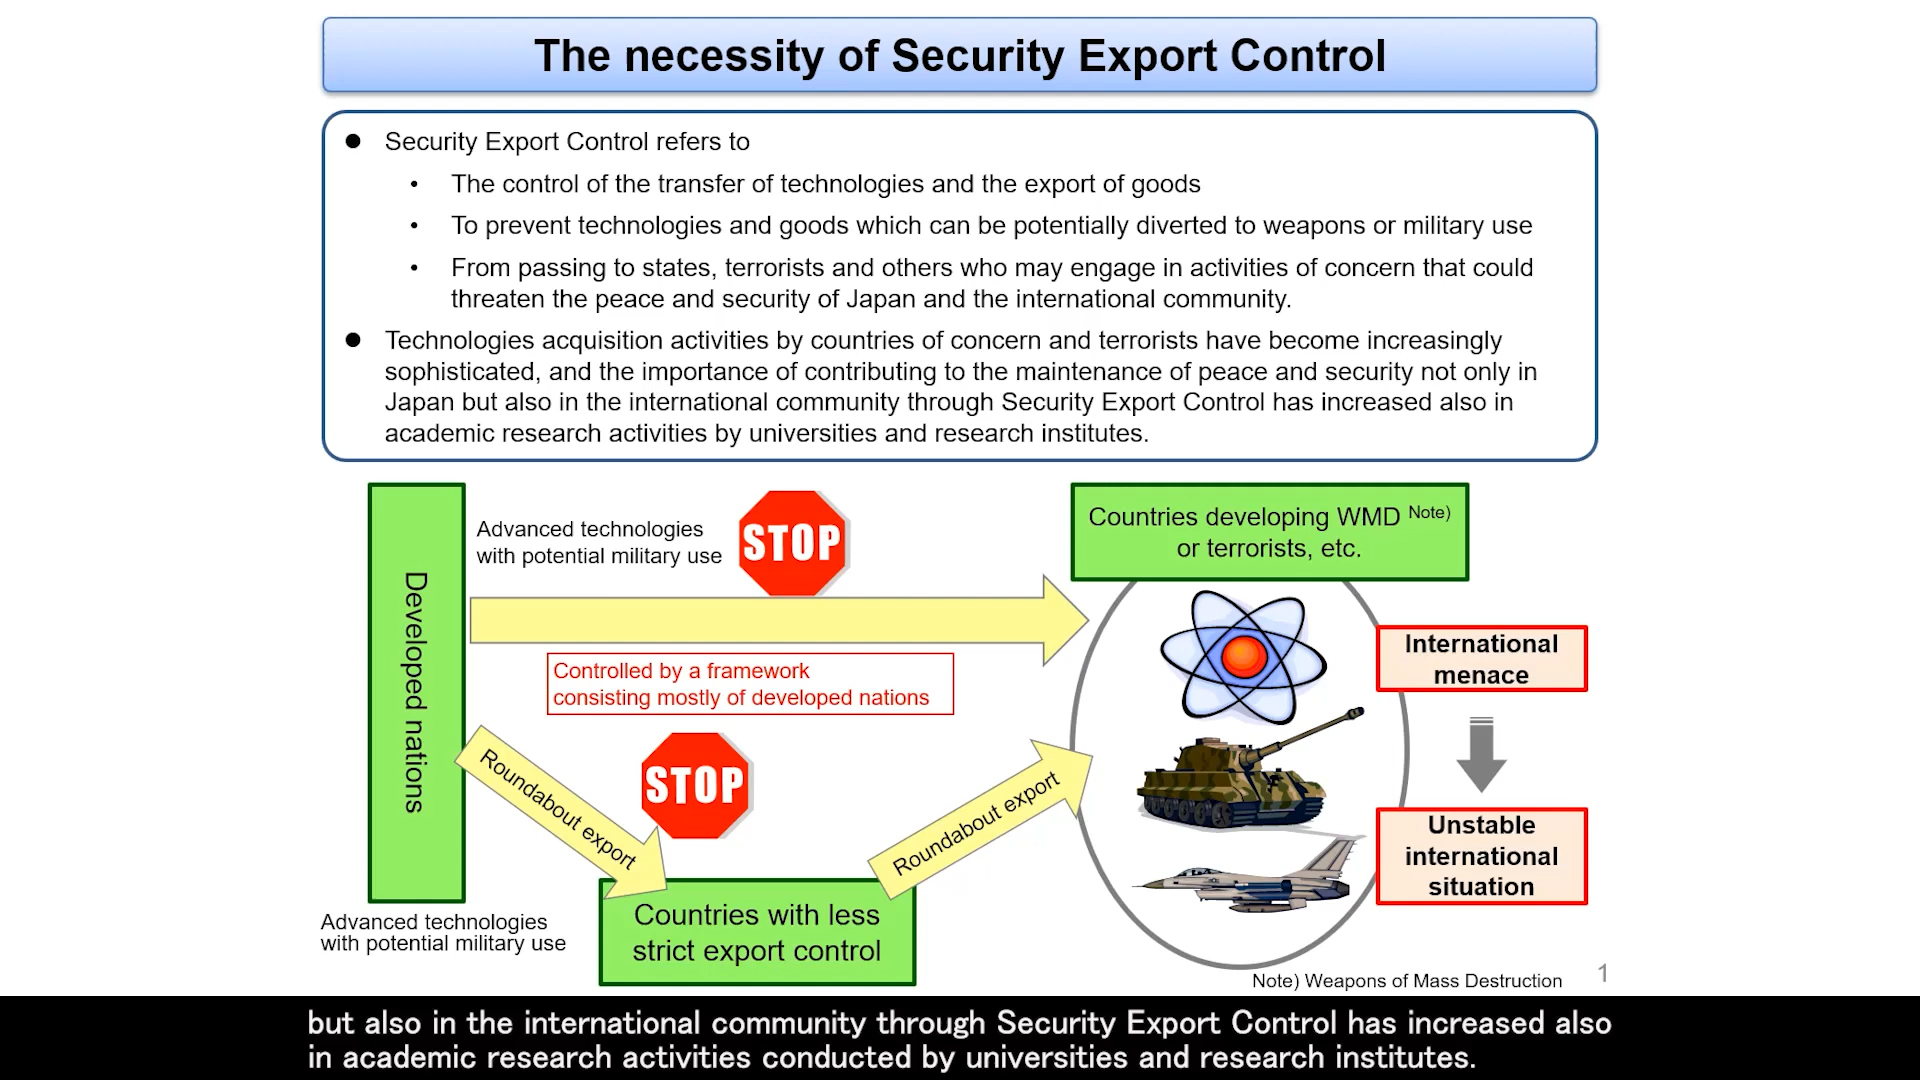 The necessity of Security Export Control
● Security Export Control refers to
• The control of the transfer of technologies and the export of goods
• To prevent technologies and goods which can be potentially diverted to weapons or military use
• From passing to states, terrorists and others who may engage in activities of concern that could
threaten the peace and security of Japan and the international community.
● Technologies acquisition activities by countries of concern and terrorists have become increasingly
sophisticated, and the importance of contributing to the maintenance of peace and security not only in
Japan but also in the international community through Security Export Control has increased also in
academic research activities by universities and research institutes.
Developed nations
Advanced technologies
with potential military use
STOP
Countries developing WMD Note)
or terrorists, etc.
Controlled by a framework
consisting mostly of developed nations
International
menace
Roundabout export
STOP
Roundabout export
Unstable
international
situation
Advanced technologies
with potential military use
Countries with less
strict export control
Note) Weapons of Mass Destruction
1
but also in the international community through Security Export Control has increased also
in academic research activities conducted by universities and research institutes.